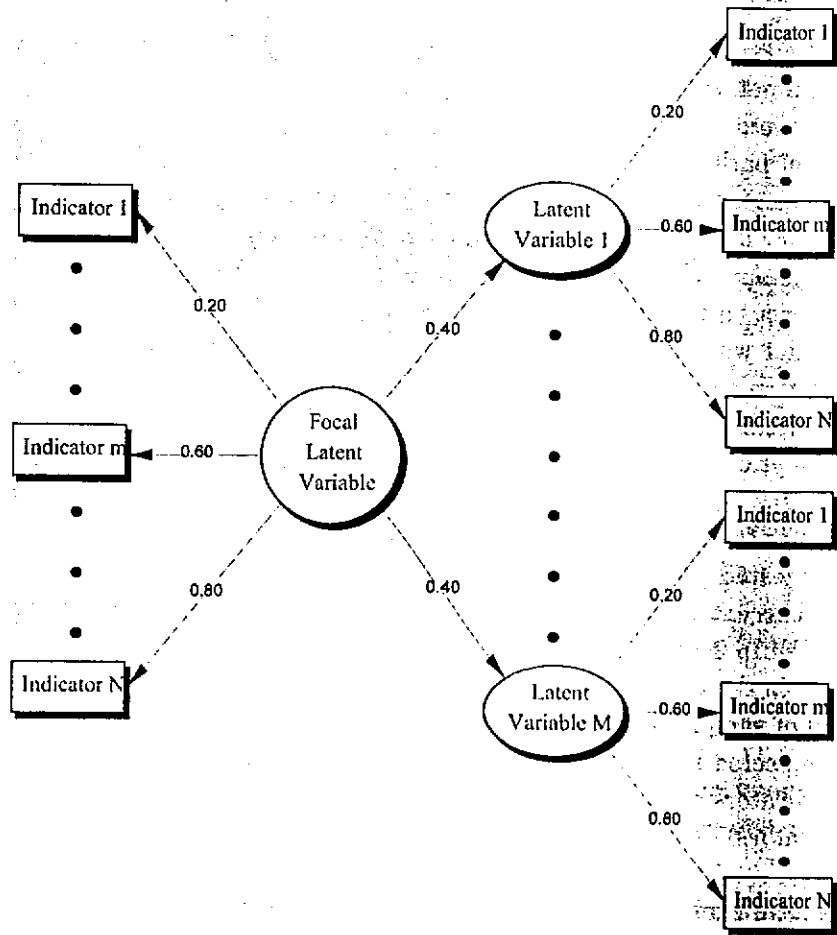 Indicator 1
0.20
Indicator 1
Latent
Variable 1
0.60
Indicator m
0.20
0.40
0.80
Indicator m
0.60
Focal
Latent
Variable
Indicator N
Indicator 1
0.80
0.40
0.20
Indicator N
Latent
Variable M
0.60
Indicator m
0.80
Indicator N